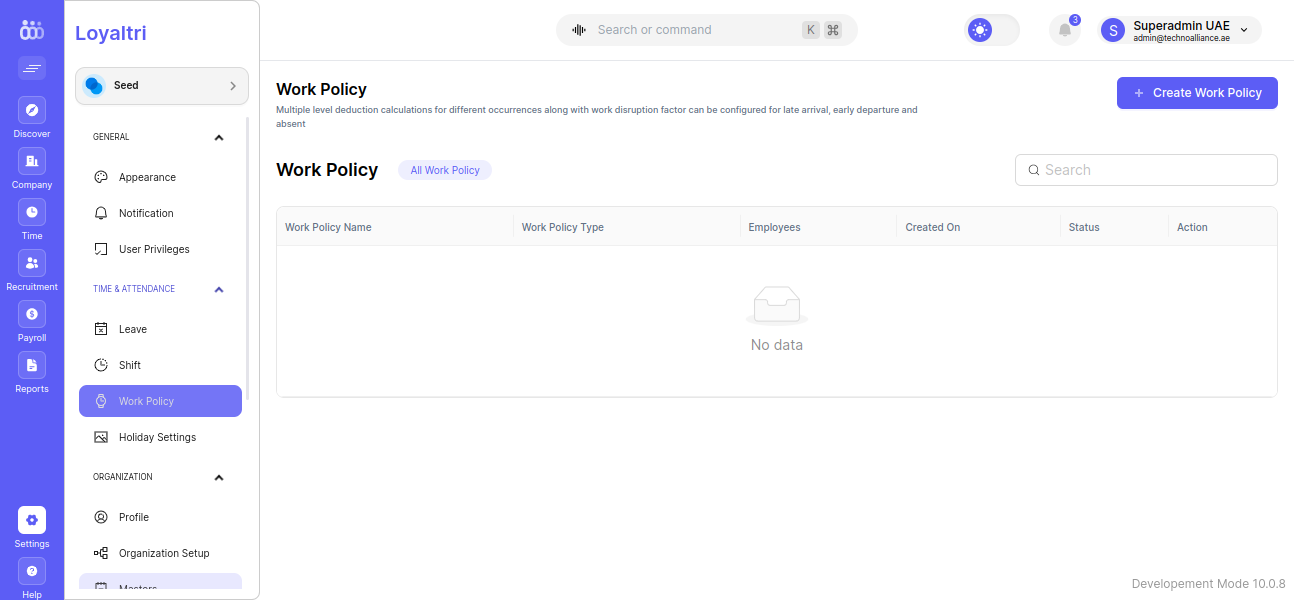 Discover
Company
Time
Recruitment
Payroll
Reports
Settings
Help
Loyaltri
Seed
GENERAL
Appearance
Notification
User Privileges
TIME & ATTENDANCE
Leave
Shift
Work Policy
Holiday Settings
ORGANIZATION
Profile
Organization Setup
Masters
Search or command
K ⌘
3
S
Superadmin UAE
admin@technoalliance.ae
Work Policy
Multiple level deduction calculations for different occurrences along with work disruption factor can be configured for late arrival, early departure and
absent
+ Create Work Policy
Work Policy
All Work Policy
Search
Work Policy Name Work Policy Type Employees Created On Status Action
No data
Developement Mode 10.0.8